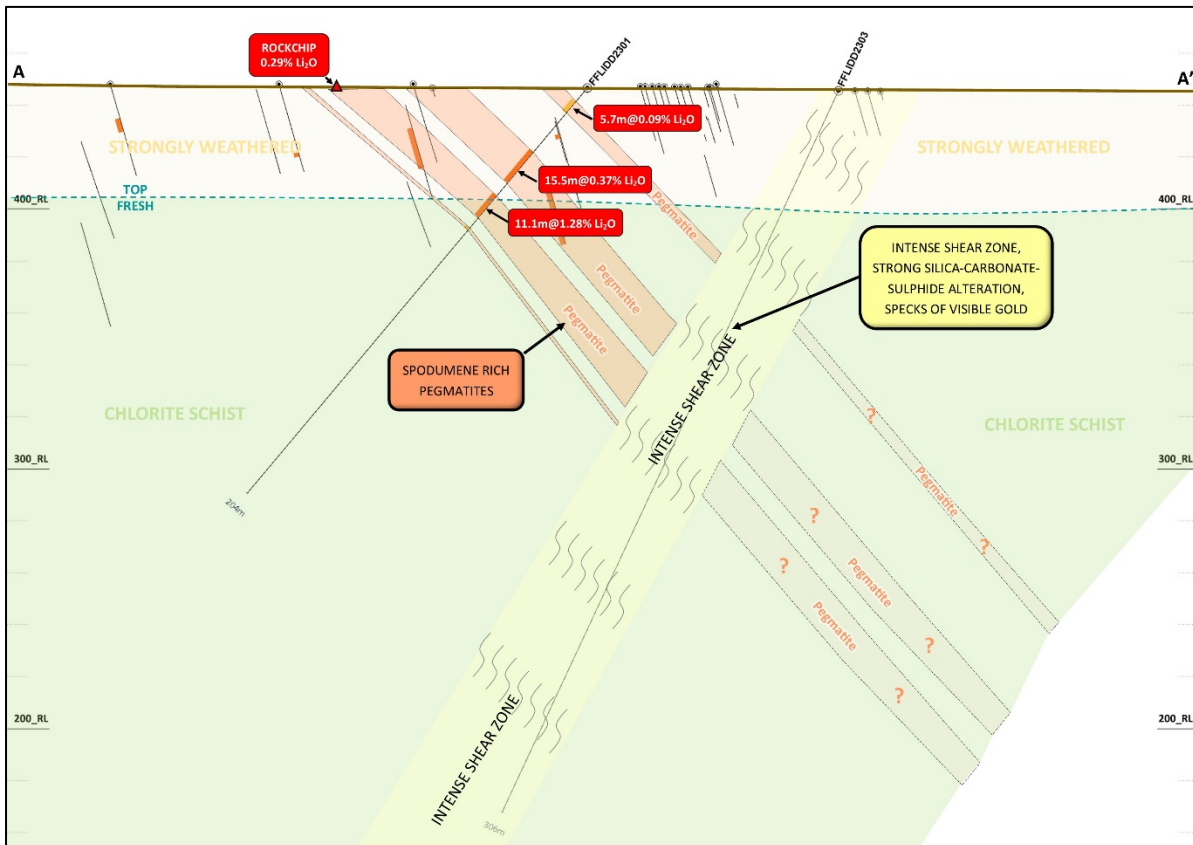 A
A'
ROCKCHIP
0.29% Li₂O
FFLIDD2301
FFLIDD2303
5.7m@0.09% Li₂O
STRONGLY WEATHERED
STRONGLY WEATHERED
15.5m@0.37% Li₂O
TOP
FRESH
400_RL
400_RL
11.1m@1.28% Li₂O
Pegmatite
Pegmatite
Pegmatite
INTENSE SHEAR ZONE,
STRONG SILICA-CARBONATE-
SULPHIDE ALTERATION,
SPECKS OF VISIBLE GOLD
SPODUMENE RICH
PEGMATITES
INTENSE SHEAR ZONE
CHLORITE SCHIST
CHLORITE SCHIST
?
300_RL
300_RL
Pegmatite
204m
?
?
?
Pegmatite
Pegmatite
?
?
200_RL
200_RL
INTENSE SHEAR ZONE
306m